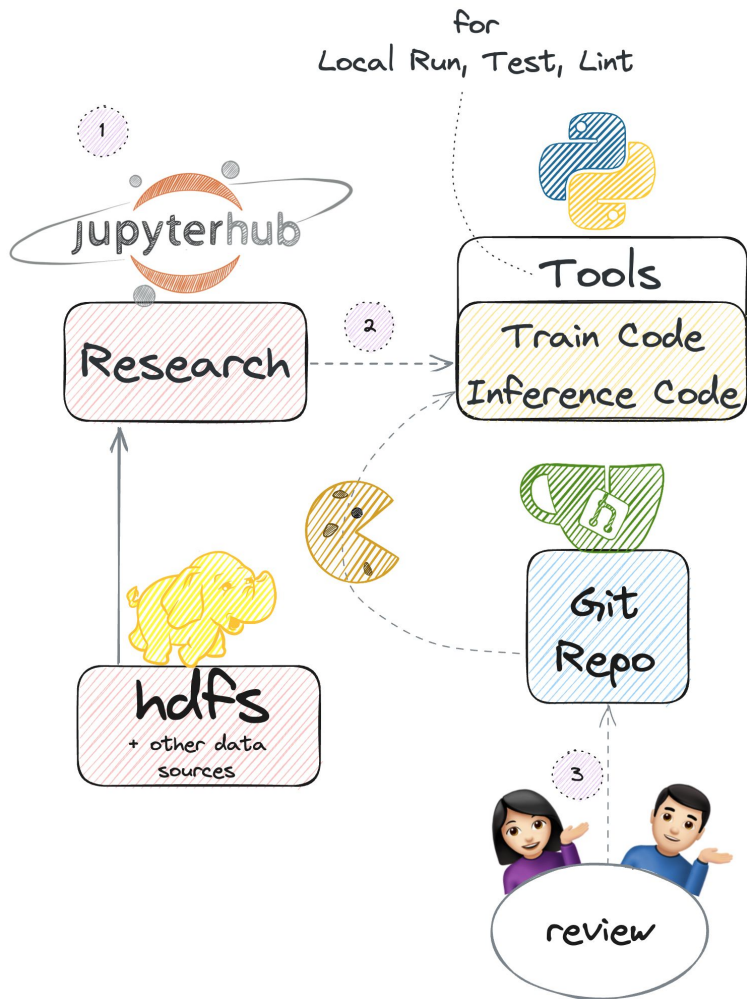 for
Local Run, Test, Lint
1
jupyterhub
Tools
Research
2
Train Code
Inference Code
Git
Repo
hdfs
+ other data
sources
3
review